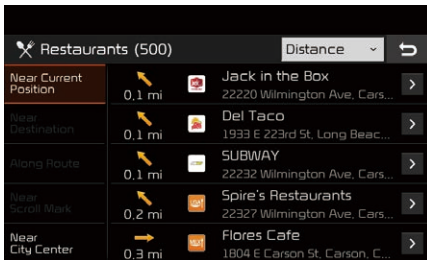 Restaurants (500)
Distance
Near Current
Position
0.1 mi
Jack in the Box
22220 Wilmington Ave, Cars...
Near
Destination
0.1 mi
Del Taco
1933 E 223rd St, Long Beac...
Along Route
0.1 mi
SUBWAY
22232 Wilmington Ave, Cars...
Near
Scroll Mark
0.2 mi
Spire's Restaurants
22327 Wilmington Ave, Cars...
Near
City Center
0.3 mi
Flores Cafe
1804 E Carson St, Carson, C...